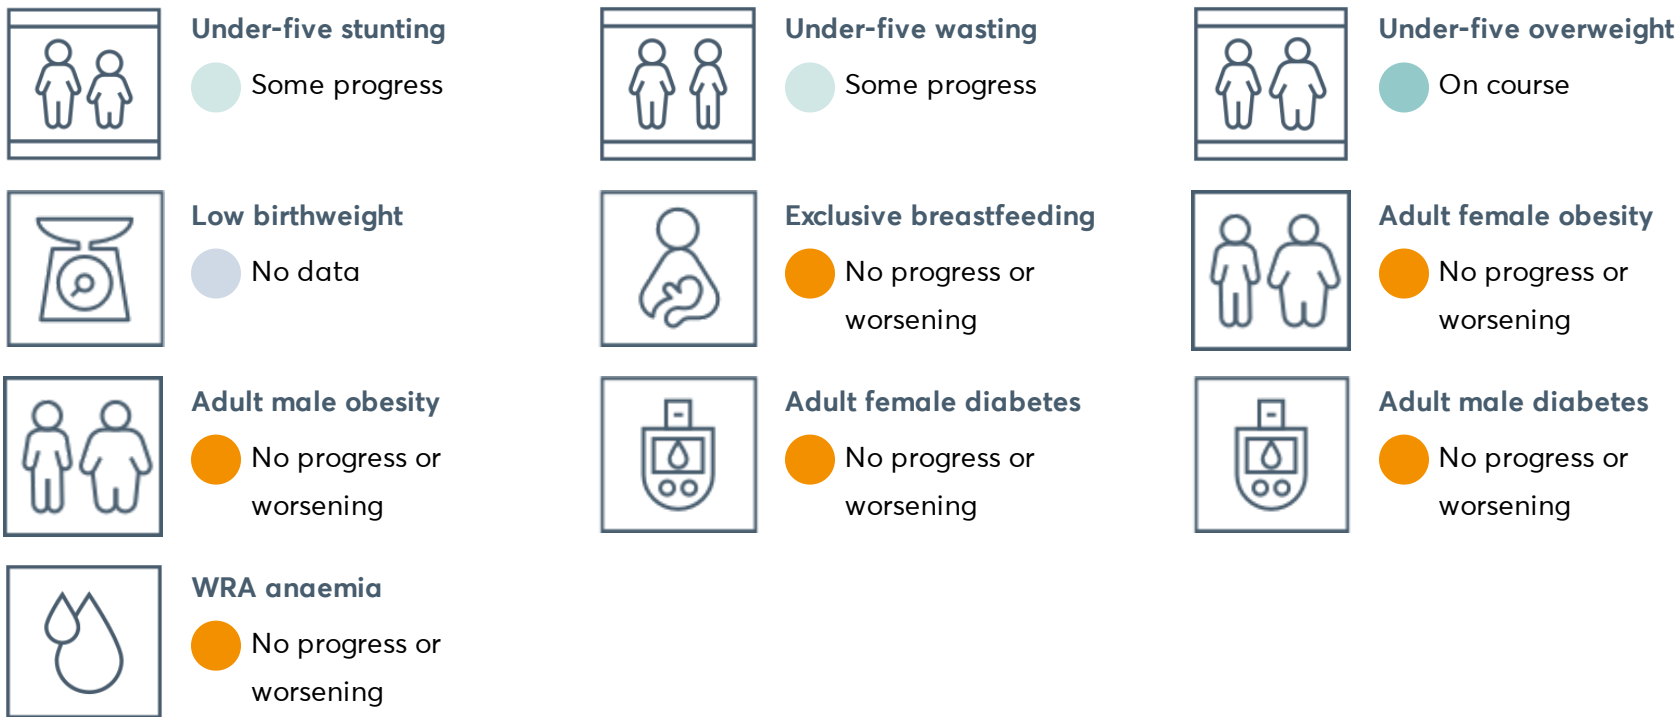 Under-five stunting
Some progress
Under-five wasting
Some progress
Under-five overweight
On course
Low birthweight
No data
Exclusive breastfeeding
No progress or
worsening
Adult female obesity
No progress or
worsening
Adult male obesity
No progress or
worsening
Adult female diabetes
No progress or
worsening
Adult male diabetes
No progress or
worsening
WRA anaemia
No progress or
worsening